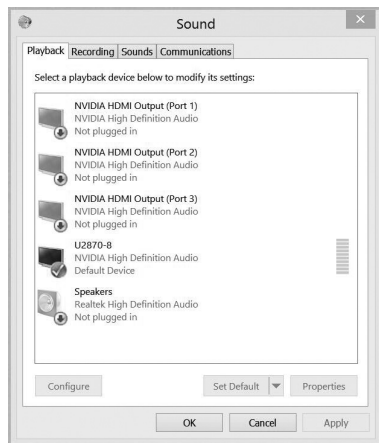 Sound
Playback Recording Sounds Communications
Select a playback device below to modify its settings:
NVIDIA HDMI Output (Port 1)
NVIDIA High Definition Audio
Not plugged in
NVIDIA HDMI Output (Port 2)
NVIDIA High Definition Audio
Not plugged in
NVIDIA HDMI Output (Port 3)
NVIDIA High Definition Audio
Not plugged in
U2870-8
NVIDIA High Definition Audio
Default Device
Speakers
Realtek High Definition Audio
Not plugged in
Configure Set Default Properties
OK Cancel Apply